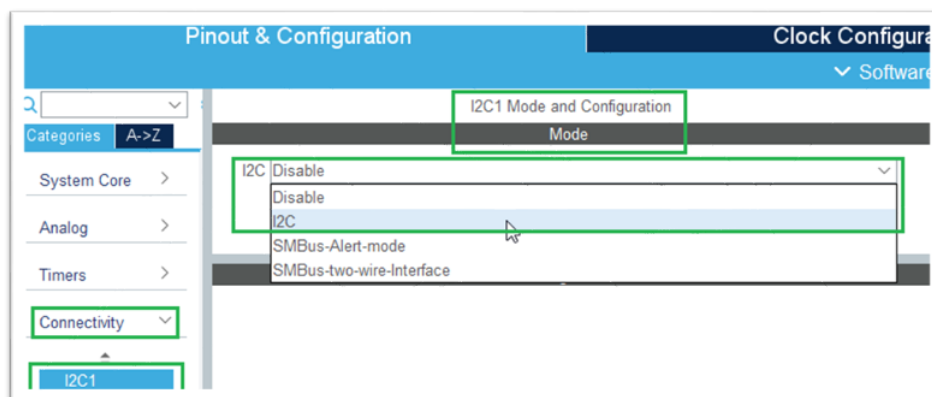 Pinout & Configuration
Clock Configura
Software
I2C1 Mode and Configuration
Mode
Categories
A->Z
System Core
Analog
Timers
Connectivity
I2C1
I2C Disable
Disable
I2C
SMBus-Alert-mode
SMBus-two-wire-Interface